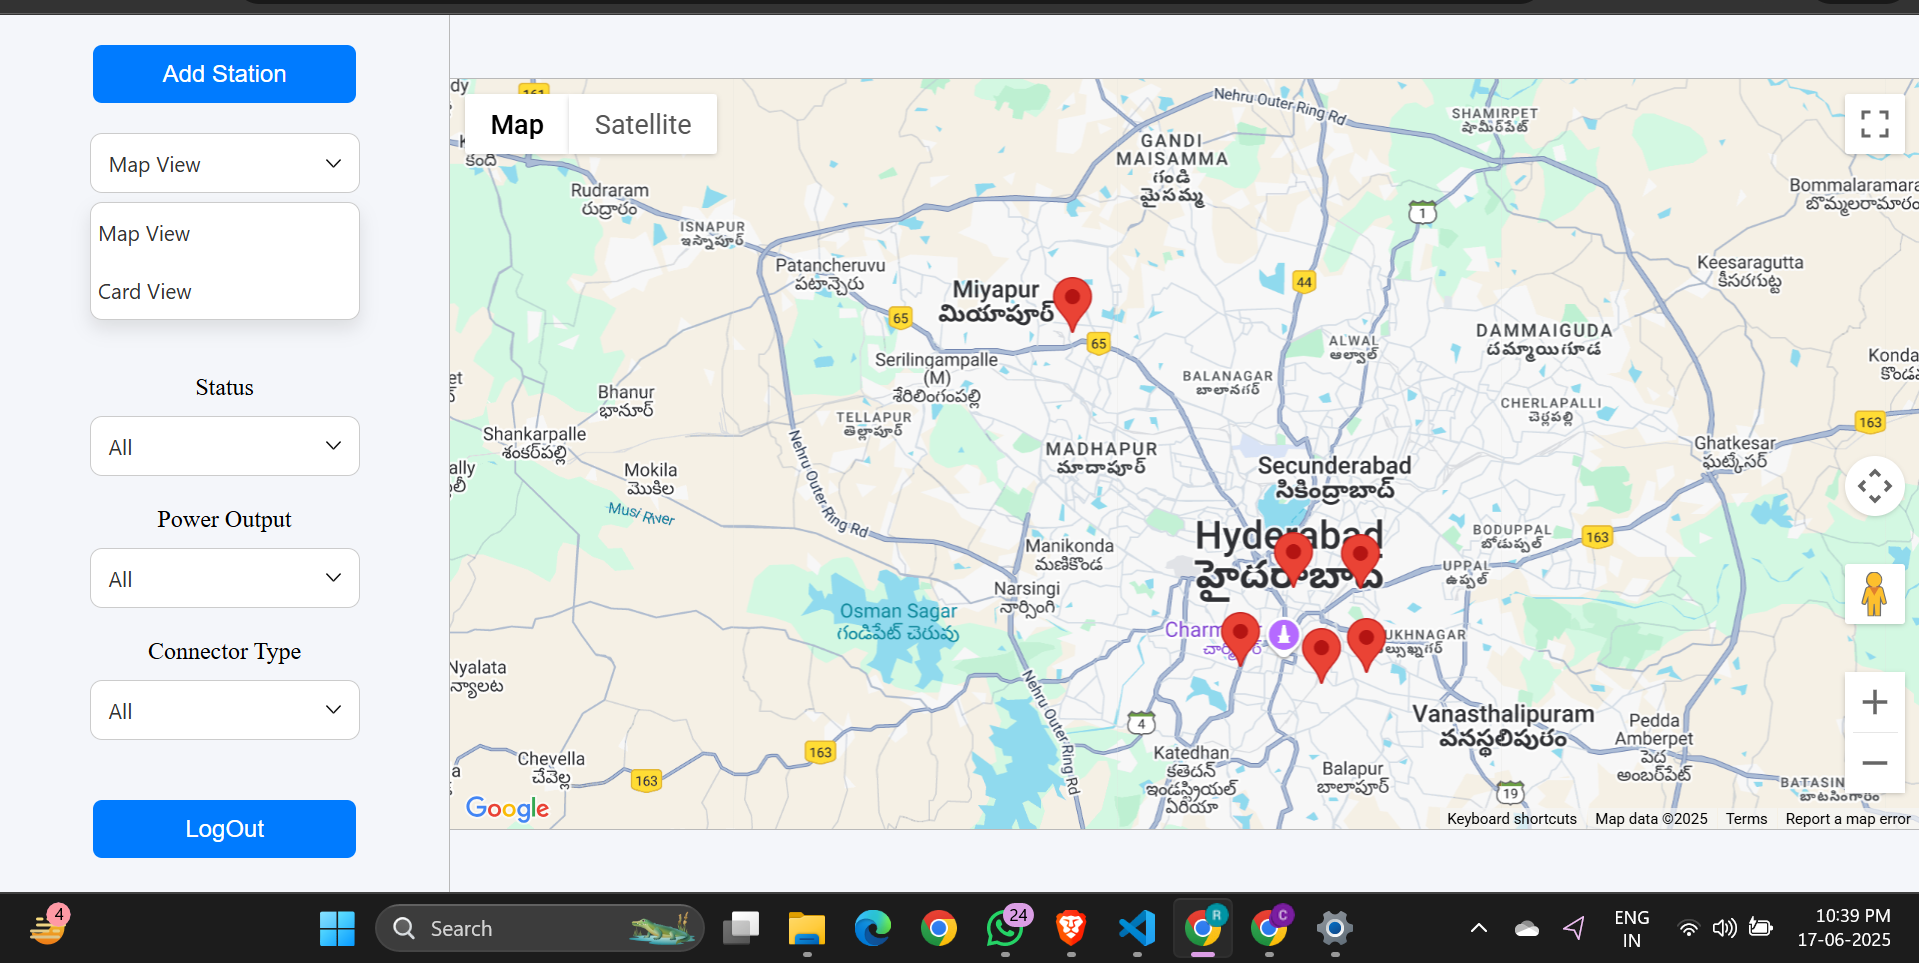 Add Station
Map View
Map View
Card View
Status
All
Power Output
All
Connector Type
All
LogOut
Map
Satellite
Nehru Outer Ring Rd
SHAMIRPET
షామీర్‌పేట్
GANDI
MAISAMMA
గండి
మైసమ్మ
కంది
Rudraram
రుద్రారం
Bommalaramara
బొమ్మలరామారం
1
ISNAPUR
ఇస్నాపూర్
Patancheruvu
పటాన్చెరు
Keesaragutta
కీసరగుట్ట
44
Miyapur
మియాపూర్
65
65
DAMMAIGUDA
దమ్మాయిగూడ
ALWAL
ఆల్వాల్
Serilingampalle
(M)
శేరిలింగంపల్లి
Konda
కొండ
BALANAGAR
బాలానగర్
Bhanur
భానూర్
CHERLAPALLI
చెర్లపల్లి
TELLAPUR
తెల్లాపూర్
163
Shankarpalle
శంకర్‌పల్లి
Ghatkesar
ఘట్కేసర్
MADHAPUR
మాదాపూర్
Secunderabad
సికింద్రాబాద్
Mokila
మొకిల
Musi River
Nehru Outer Ring Rd
Hyderabad
హైదరాబాద్
BODUPPAL
బోడుప్పల్
163
Manikonda
మణికొండ
UPPAL
ఉప్పల్
Narsingi
నార్సింగి
Osman Sagar
గండిపేట్ చెరువు
Charm
UKHNAGAR
Nyalata
న్యాలట
Nehru Outer Ring Rd
4
Vanasthalipuram
వనస్థలిపురం
Pedda
Amberpet
పెద
అంబర్‌పేట్
163
Chevella
చేవెళ్ల
163
Katedhan
కతెదన్
ఇండస్ట్రియల్
ఏరియా
Balapur
బాలాపూర్
19
BATASIN
బాటసింగారం
Google
Keyboard shortcuts
Map data ©2025
Terms
Report a map error
4
Search
24
R
C
ENG
IN
10:39 PM
17-06-2025